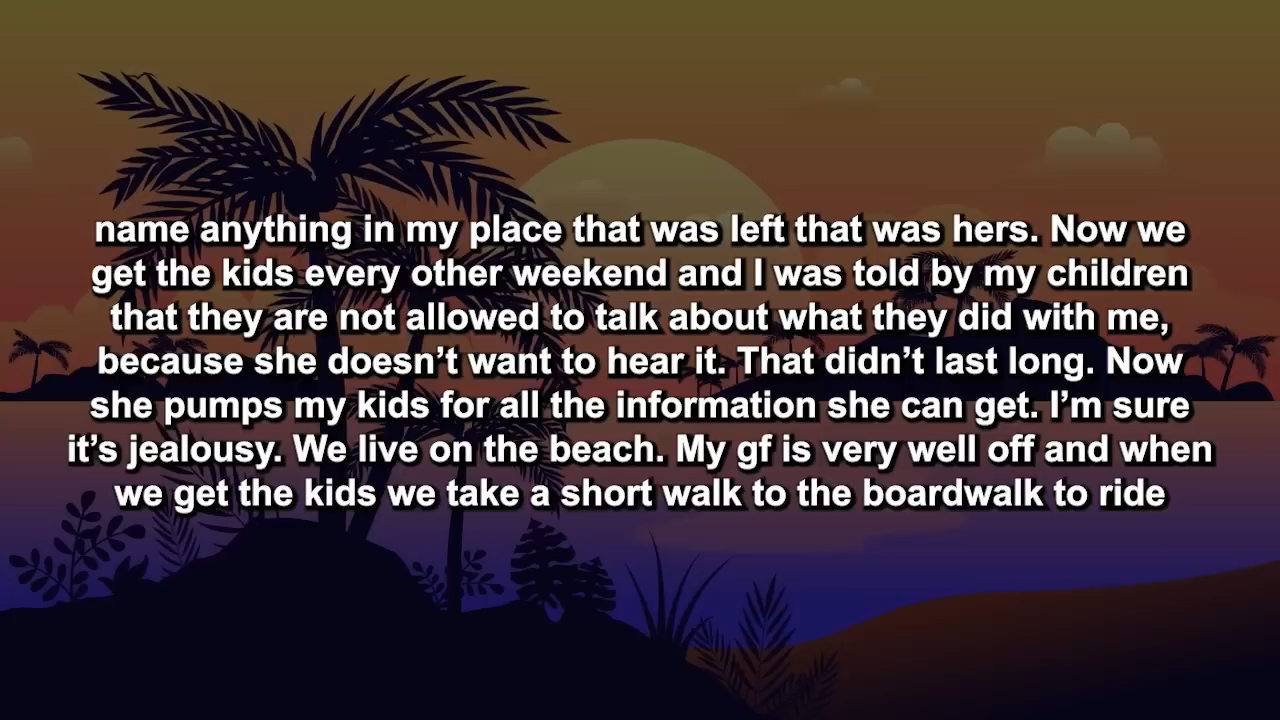 name anything in my place that was left that was hers. Now we
get the kids every other weekend and I was told by my children
that they are not allowed to talk about what they did with me,
because she doesn’t want to hear it. That didn’t last long. Now
she pumps my kids for all the information she can get. I’m sure
it’s jealousy. We live on the beach. My gf is very well off and when
we get the kids we take a short walk to the boardwalk to ride